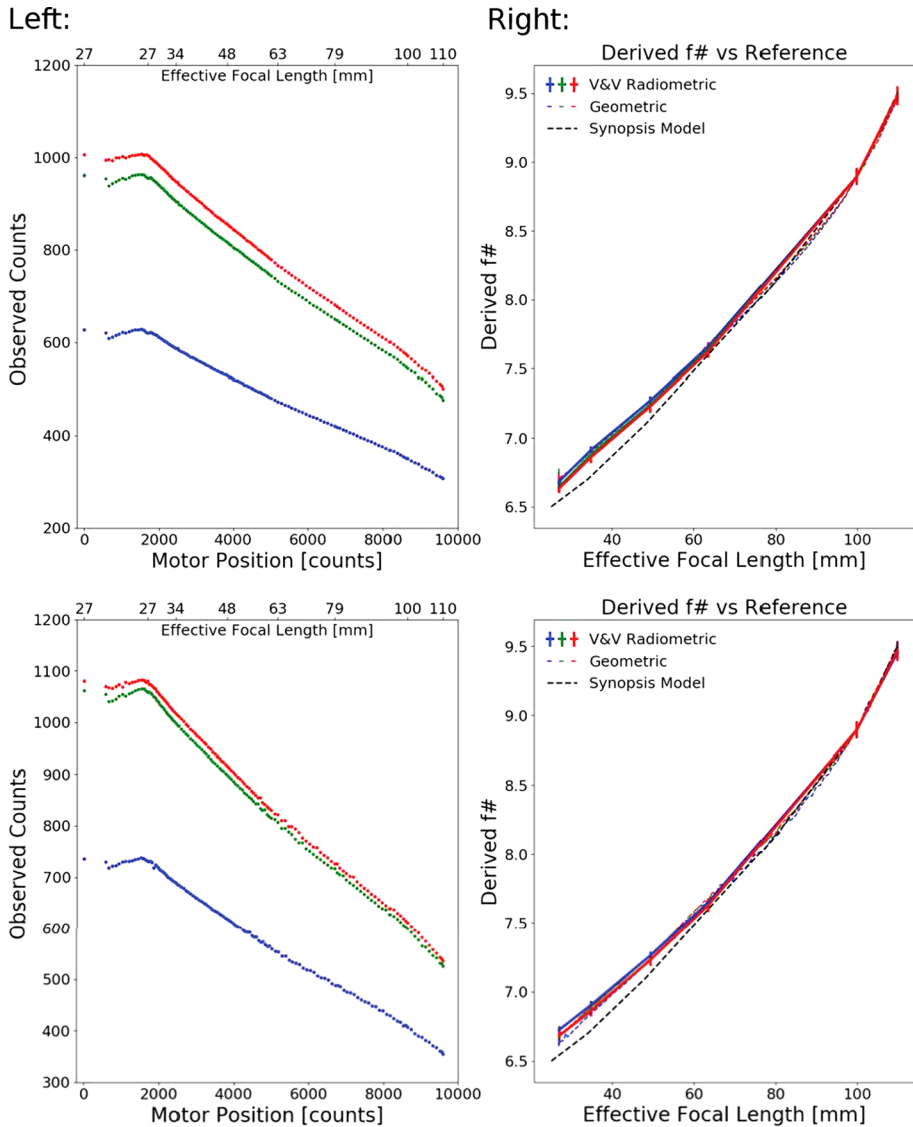 Left:
Right:
27 27 34 48 63 79 100 110
Effective Focal Length [mm]
1200
1000
800
600
400
200
Observed Counts
0 2000 4000 6000 8000 10000
Motor Position [counts]
Derived f# vs Reference
V&V Radiometric
Geometric
Synopsis Model
9.5
9.0
8.5
8.0
7.5
7.0
6.5
Derived f#
40 60 80 100
Effective Focal Length [mm]
27 27 34 48 63 79 100 110
Effective Focal Length [mm]
1200
1100
1000
900
800
700
600
500
400
300
Observed Counts
0 2000 4000 6000 8000 10000
Motor Position [counts]
Derived f# vs Reference
V&V Radiometric
Geometric
Synopsis Model
9.5
9.0
8.5
8.0
7.5
7.0
6.5
Derived f#
40 60 80 100
Effective Focal Length [mm]